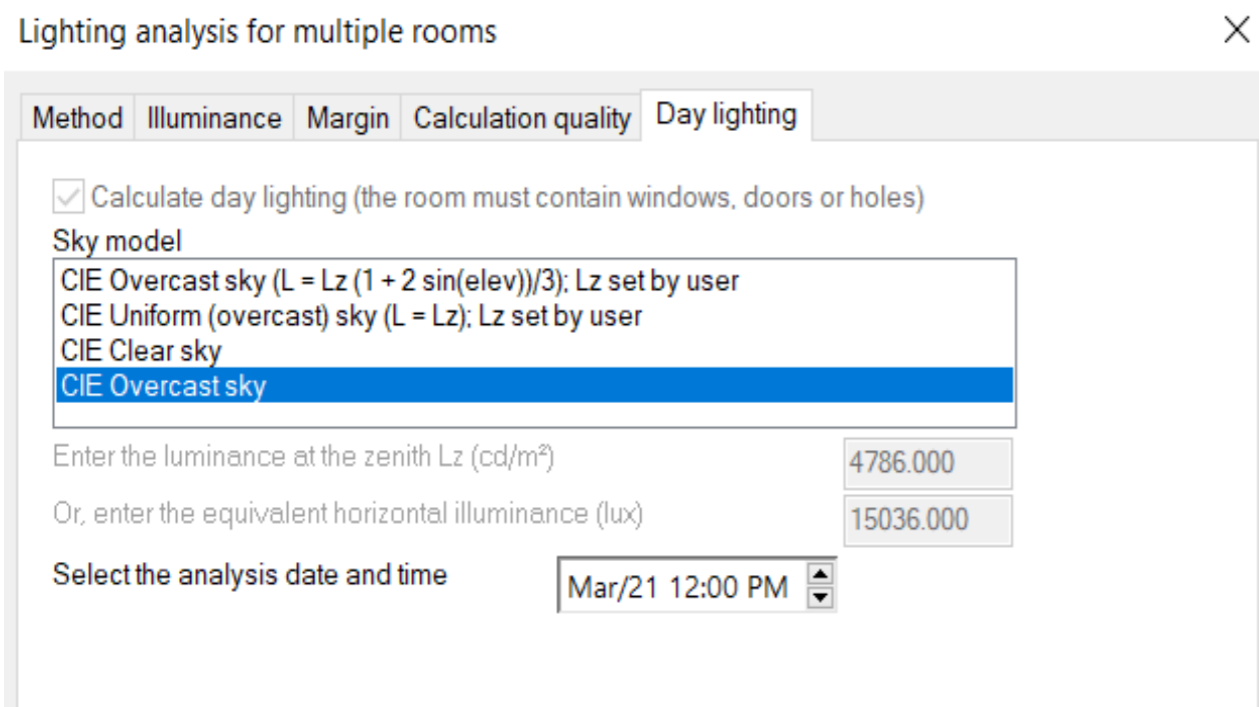 Lighting analysis for multiple rooms
Method Illuminance Margin Calculation quality Day lighting
Calculate day lighting (the room must contain windows, doors or holes)
Sky model
CIE Overcast sky (L = Lz (1 + 2 sin(elev))/3); Lz set by user
CIE Uniform (overcast) sky (L = Lz); Lz set by user
CIE Clear sky
CIE Overcast sky
Enter the luminance at the zenith Lz (cd/m²) 4786.000
Or, enter the equivalent horizontal illuminance (lux) 15036.000
Select the analysis date and time Mar/21 12:00 PM